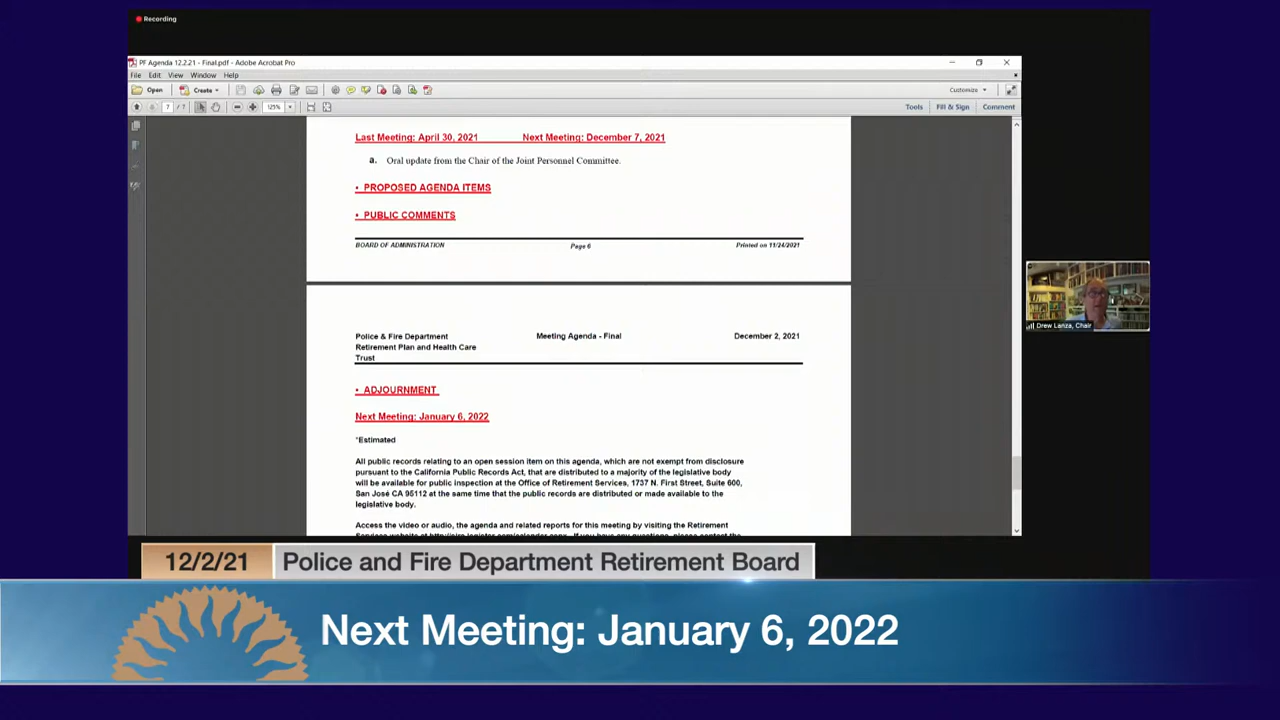 Recording
PF Agenda 12.2.21 - Final.pdf - Adobe Acrobat Pro
File Edit View Window Help
Open Create Customize
7 / 7 125% Tools Fill & Sign Comment
Last Meeting: April 30, 2021 Next Meeting: December 7, 2021
a. Oral update from the Chair of the Joint Personnel Committee.
• PROPOSED AGENDA ITEMS
• PUBLIC COMMENTS
BOARD OF ADMINISTRATION Page 6 Printed on 11/24/2021
Police & Fire Department Meeting Agenda - Final December 2, 2021
Retirement Plan and Health Care
Trust
• ADJOURNMENT
Next Meeting: January 6, 2022
*Estimated
All public records relating to an open session item on this agenda, which are not exempt from disclosure
pursuant to the California Public Records Act, that are distributed to a majority of the legislative body
will be available for public inspection at the Office of Retirement Services, 1737 N. First Street, Suite 600,
San José CA 95112 at the same time that the public records are distributed or made available to the
legislative body.
Access the video or audio, the agenda and related reports for this meeting by visiting the Retirement
Drew Lanza, Chair
12/2/21 Police and Fire Department Retirement Board
Next Meeting: January 6, 2022